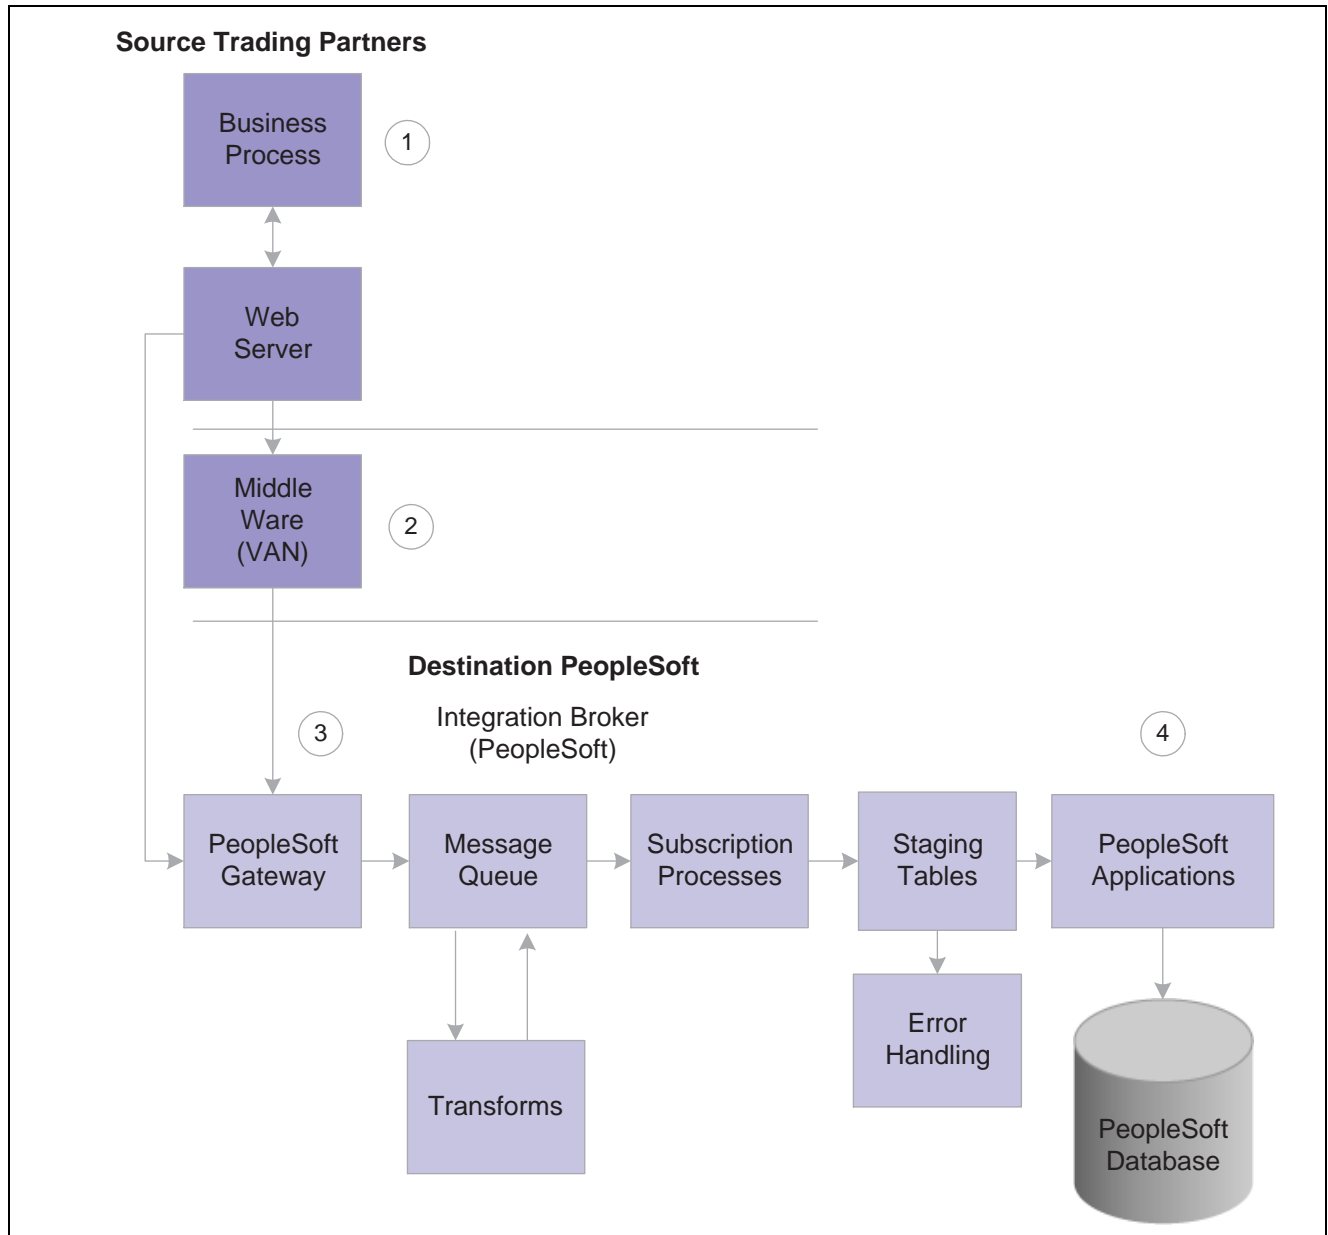 Source Trading Partners
Business
Process
1
Web
Server
Middle
Ware
(VAN)
2
Destination PeopleSoft
Integration Broker
(PeopleSoft)
3
4
PeopleSoft
Gateway
Message
Queue
Subscription
Processes
Staging
Tables
PeopleSoft
Applications
Transforms
Error
Handling
PeopleSoft
Database